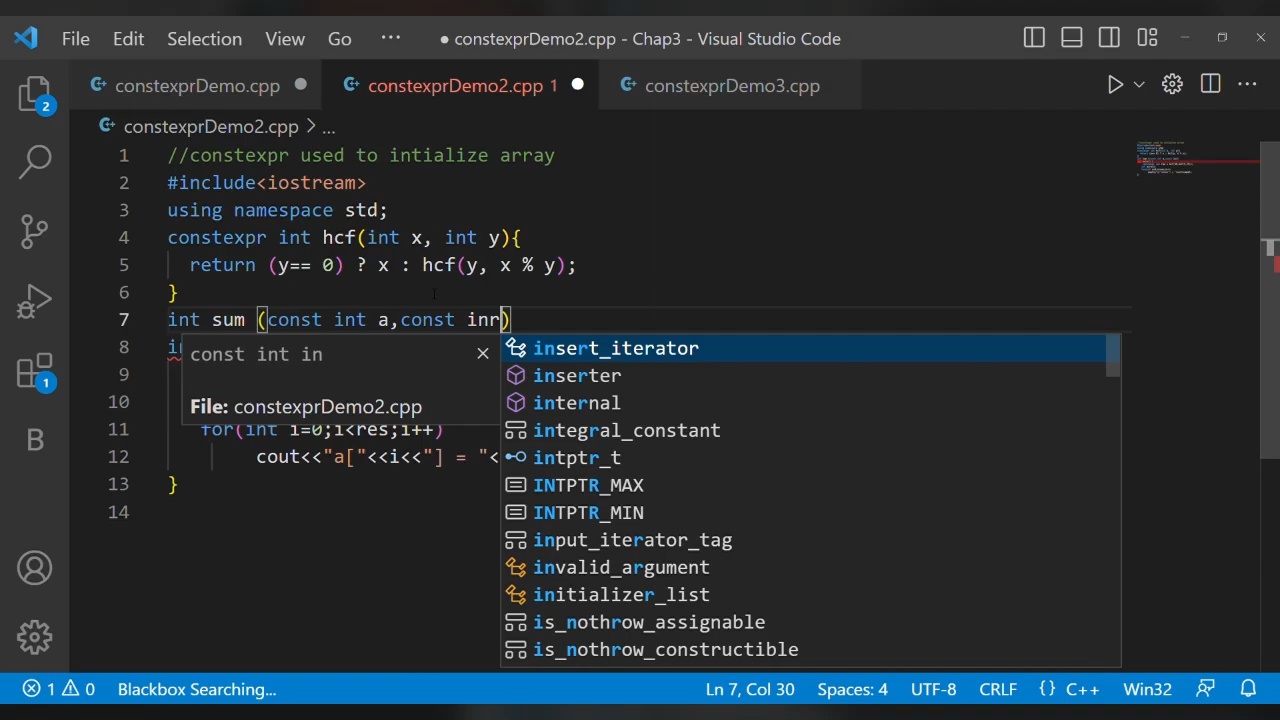 File Edit Selection View Go ··· ● constexprDemo2.cpp - Chap3 - Visual Studio Code
constexprDemo.cpp constexprDemo2.cpp 1 constexprDemo3.cpp
constexprDemo2.cpp > ...
1 //constexpr used to intialize array
2 #include<iostream>
3 using namespace std;
4 constexpr int hcf(int x, int y){
5 return (y== 0) ? x : hcf(y, x % y);
6 }
7 int sum (const int a,const inr)
8
const int in
File: constexprDemo2.cpp
9
10
11 for(int i=0;i<res;i++)
12 cout<<"a["<<i<<"] = "<
13 }
14
insert_iterator
inserter
internal
integral_constant
intptr_t
INTPTR_MAX
INTPTR_MIN
input_iterator_tag
invalid_argument
initializer_list
is_nothrow_assignable
is_nothrow_constructible
2
1
B
1 0 Blackbox Searching... Ln 7, Col 30 Spaces: 4 UTF-8 CRLF {} C++ Win32